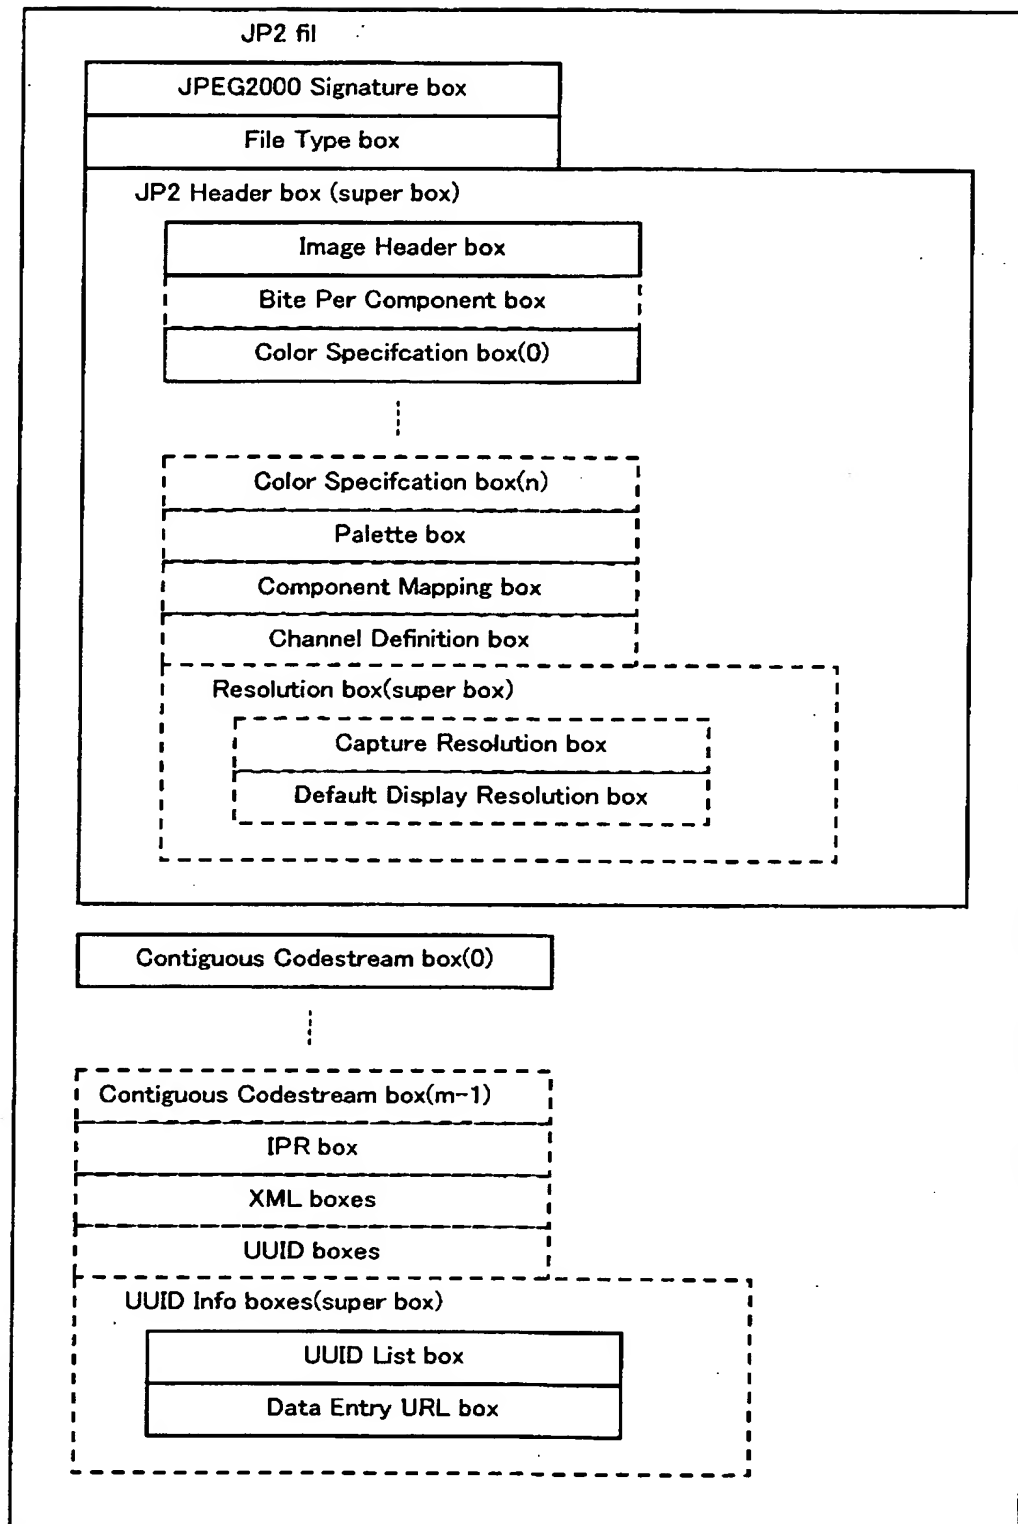 JP2 fil
JPEG2000 Signature box
File Type box
JP2 Header box (super box)
Image Header box
Bite Per Component box
Color Specifcation box(0)
Color Specifcation box(n)
Palette box
Component Mapping box
Channel Definition box
Resolution box(super box)
Capture Resolution box
Default Display Resolution box
Contiguous Codestream box(0)
Contiguous Codestream box(m-1)
IPR box
XML boxes
UUID boxes
UUID Info boxes(super box)
UUID List box
Data Entry URL box